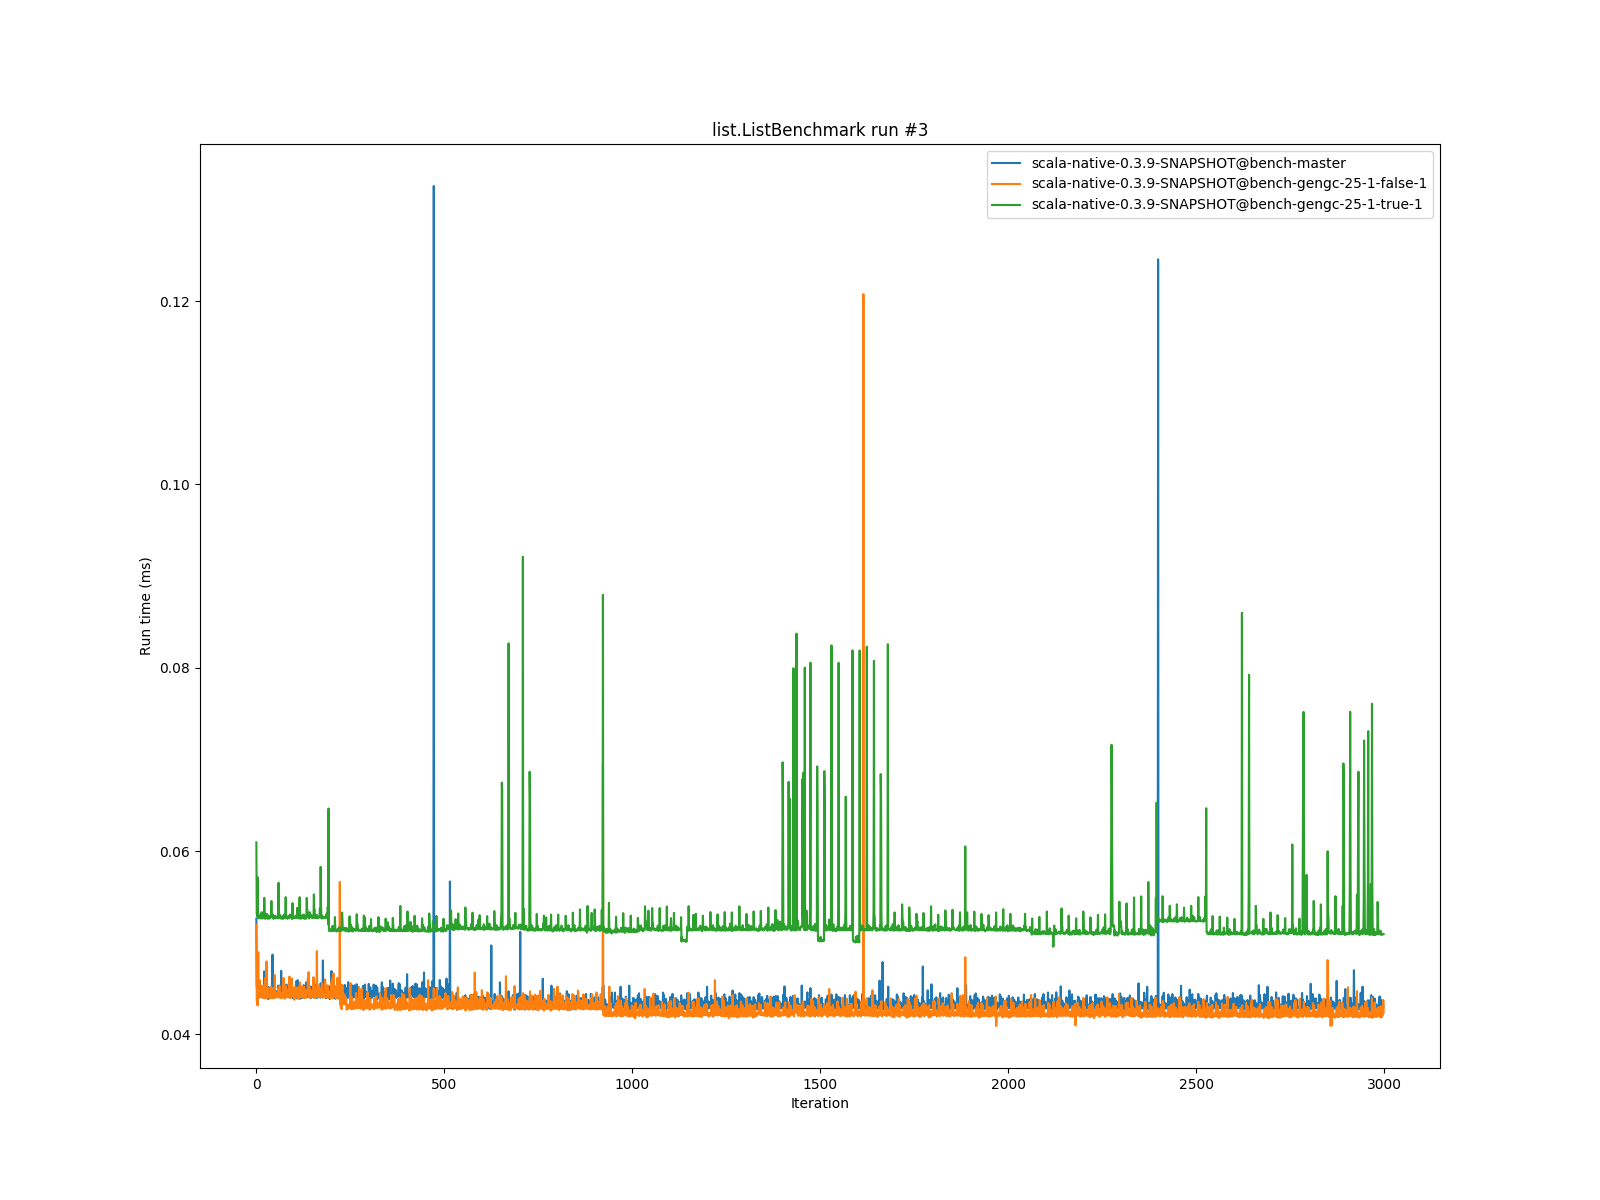 list.ListBenchmark run #3
scala-native-0.3.9-SNAPSHOT@bench-master
scala-native-0.3.9-SNAPSHOT@bench-gengc-25-1-false-1
scala-native-0.3.9-SNAPSHOT@bench-gengc-25-1-true-1
Run time (ms)
0.12
0.10
0.08
0.06
0.04
0 500 1000 1500 2000 2500 3000
Iteration